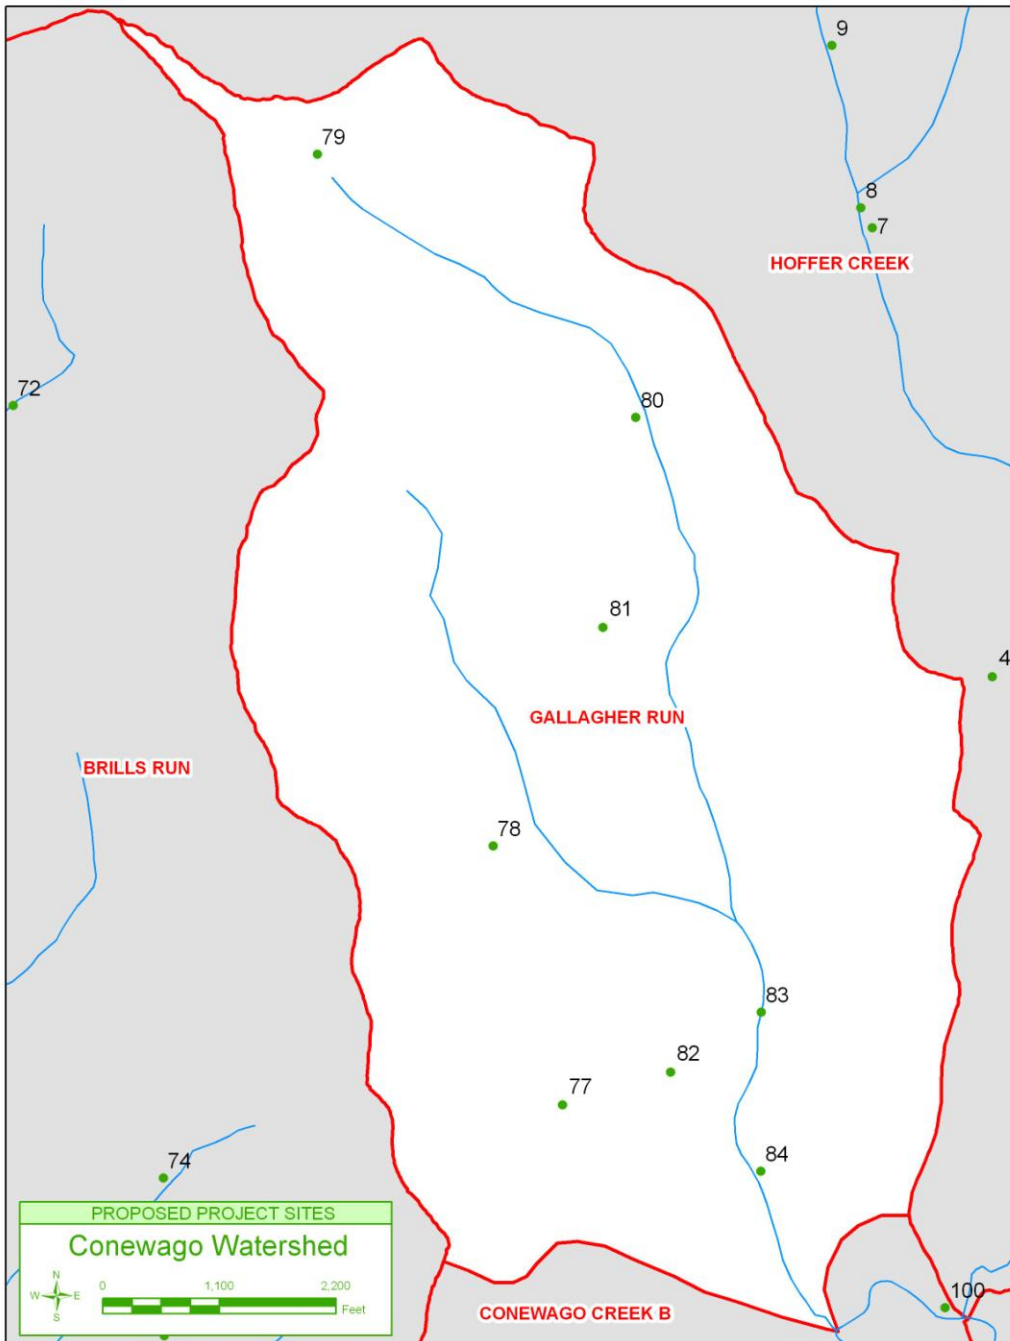 9
79
8
7
HOFFER CREEK
72
80
81
4
GALLAGHER RUN
BRILLS RUN
78
83
82
77
84
74
PROPOSED PROJECT SITES
Conewago Watershed
N
W E
S
0 1,100 2,200
Feet
100
CONEWAGO CREEK B